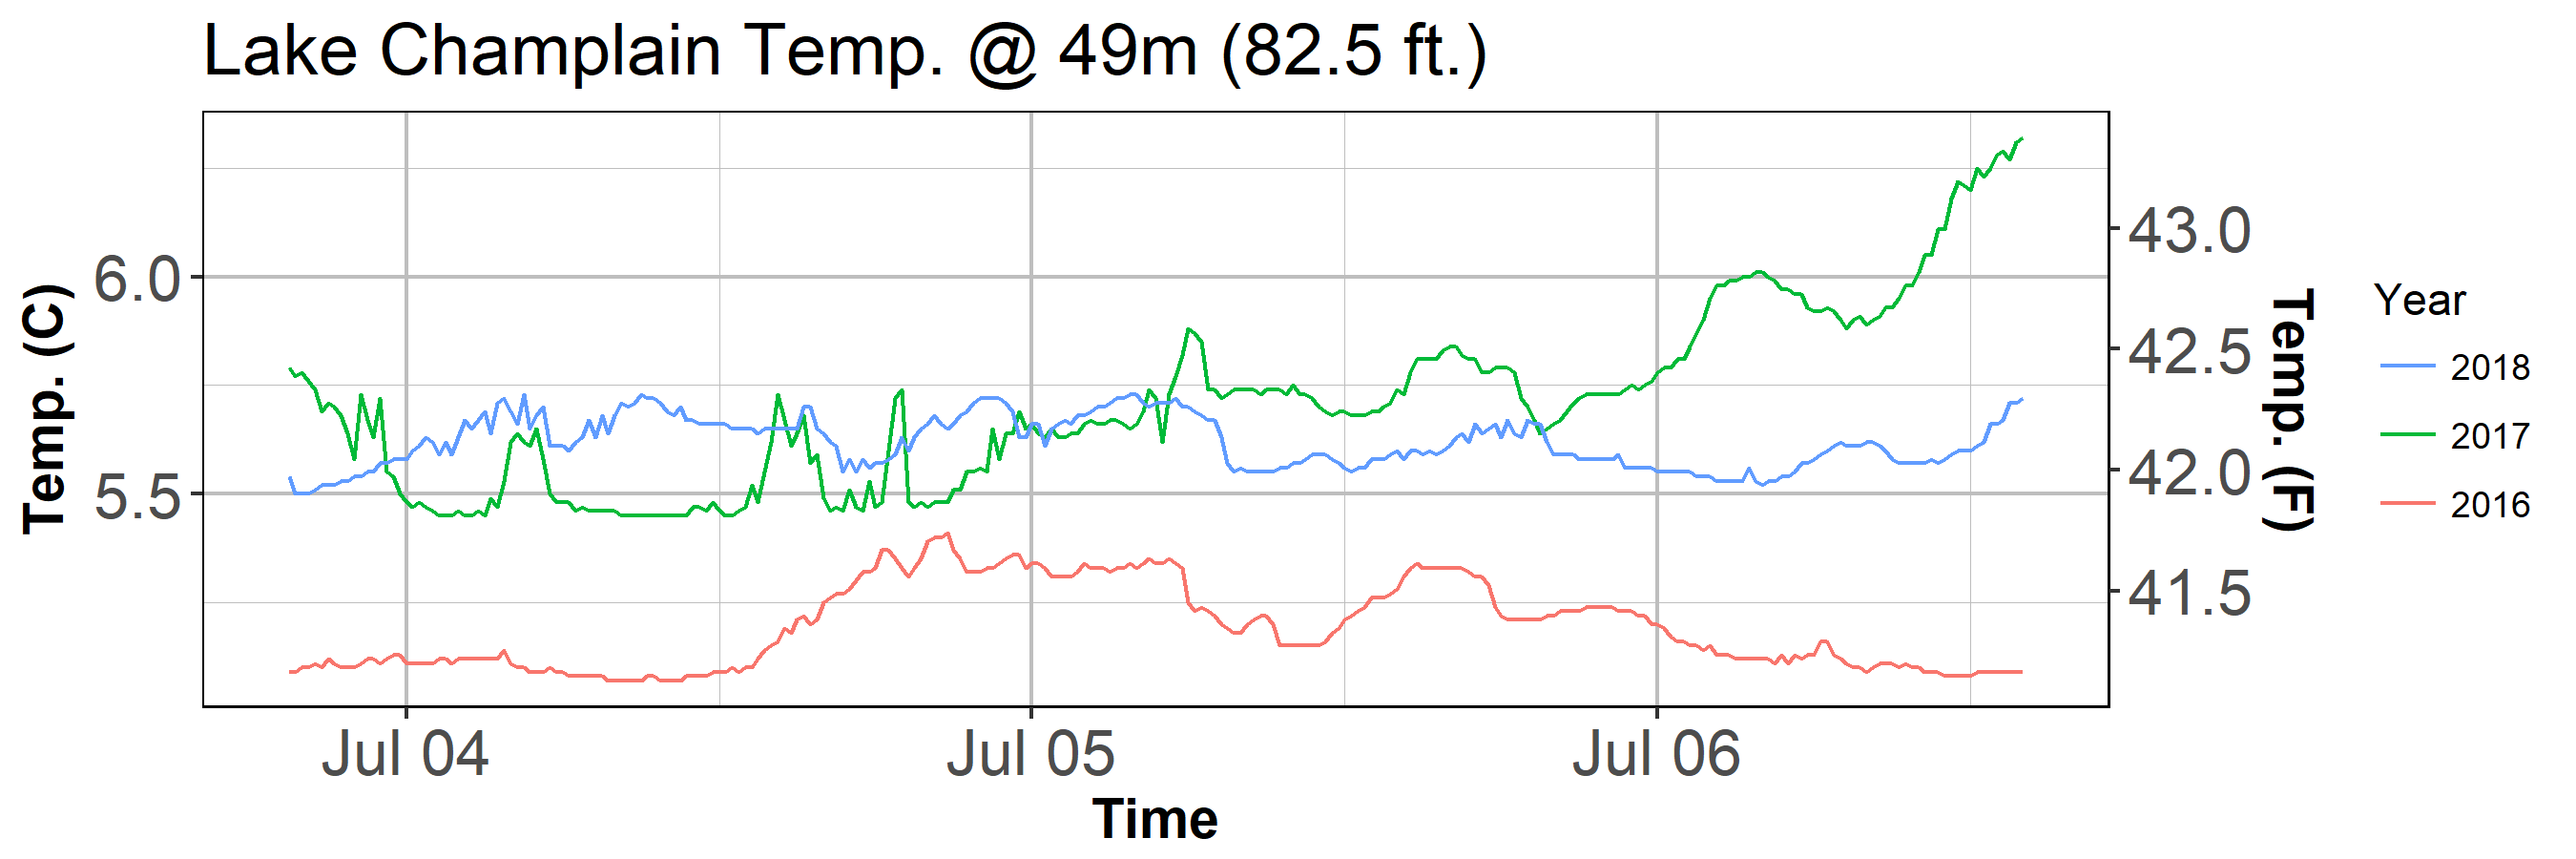 Lake Champlain Temp. @ 49m (82.5 ft.)
Temp. (C)
6.0
5.5
43.0
42.5
42.0
41.5
Temp. (F)
Jul 04
Jul 05
Jul 06
Time
Year
2018
2017
2016